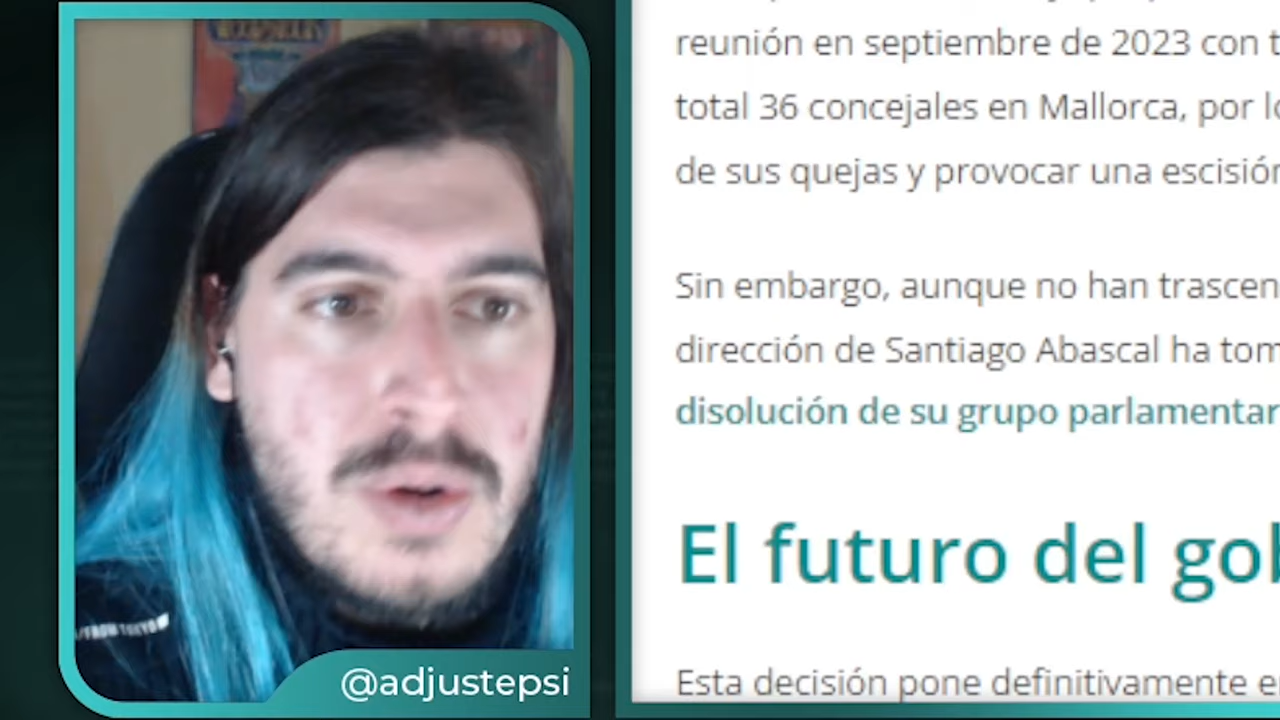 reunión en septiembre de 2023 con
total 36 concejales en Mallorca, por
de sus quejas y provocar una escisión
Sin embargo, aunque no han trascen
dirección de Santiago Abascal ha tom
disolución de su grupo parlamentar
El futuro del gob
Esta decisión pone definitivamente
@adjustepsi